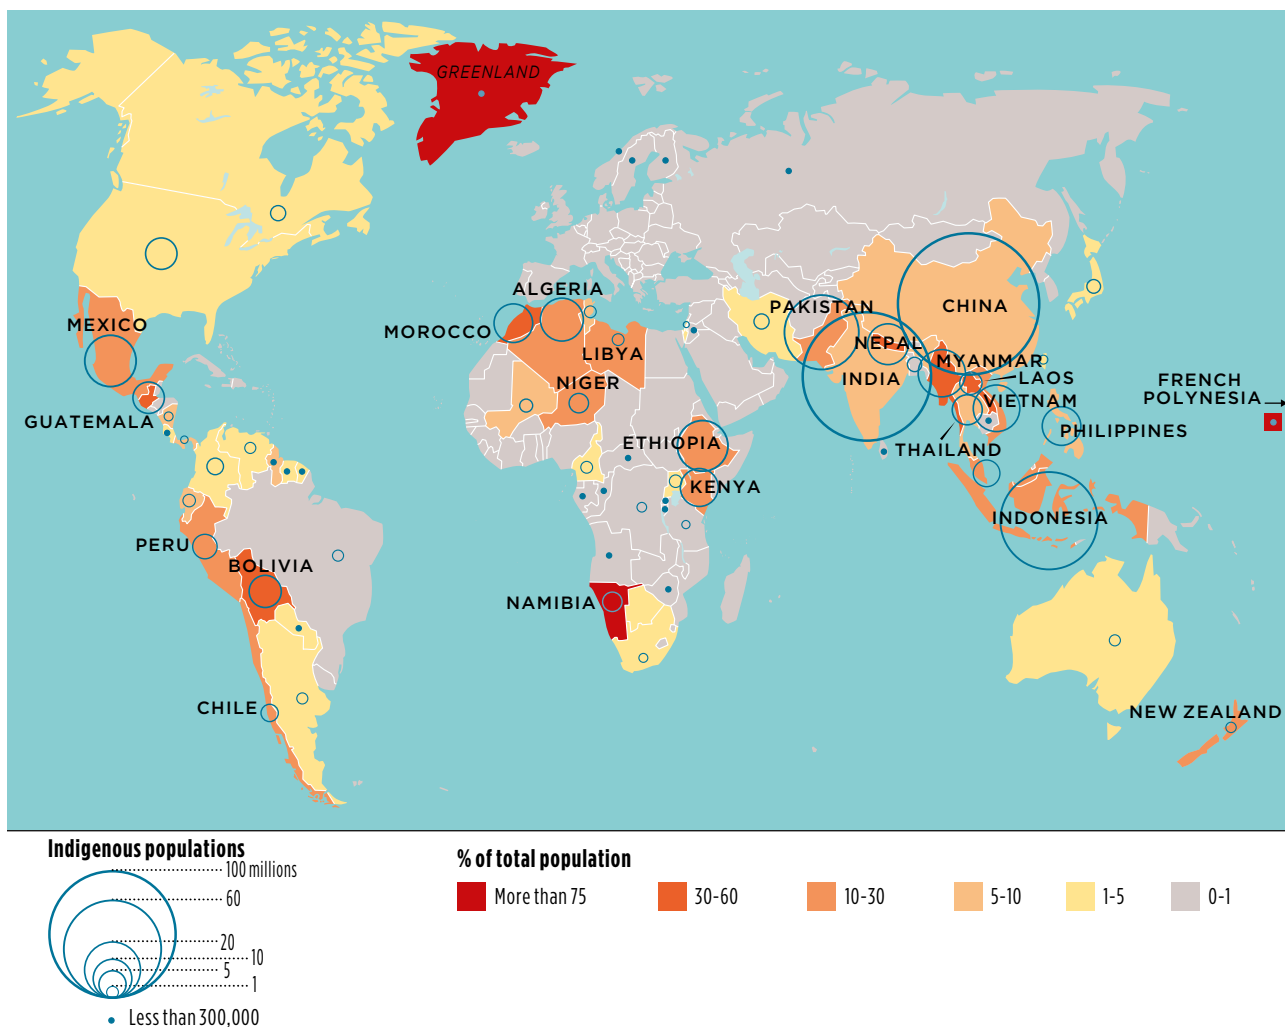 GREENLAND
ALGERIA
MEXICO
MOROCCO
LIBYA
PAKISTAN
CHINA
NEPAL
MYANMAR
INDIA
LAOS
NIGER
VIETNAM
FRENCH
POLYNESIA
GUATEMALA
ETHIOPIA
THAILAND
PHILIPPINES
KENYA
INDONESIA
PERU
BOLIVIA
NAMIBIA
CHILE
NEW ZEALAND
Indigenous populations
100 millions
60
20
10
5
1
Less than 300,000
% of total population
More than 75
30-60
10-30
5-10
1-5
0-1